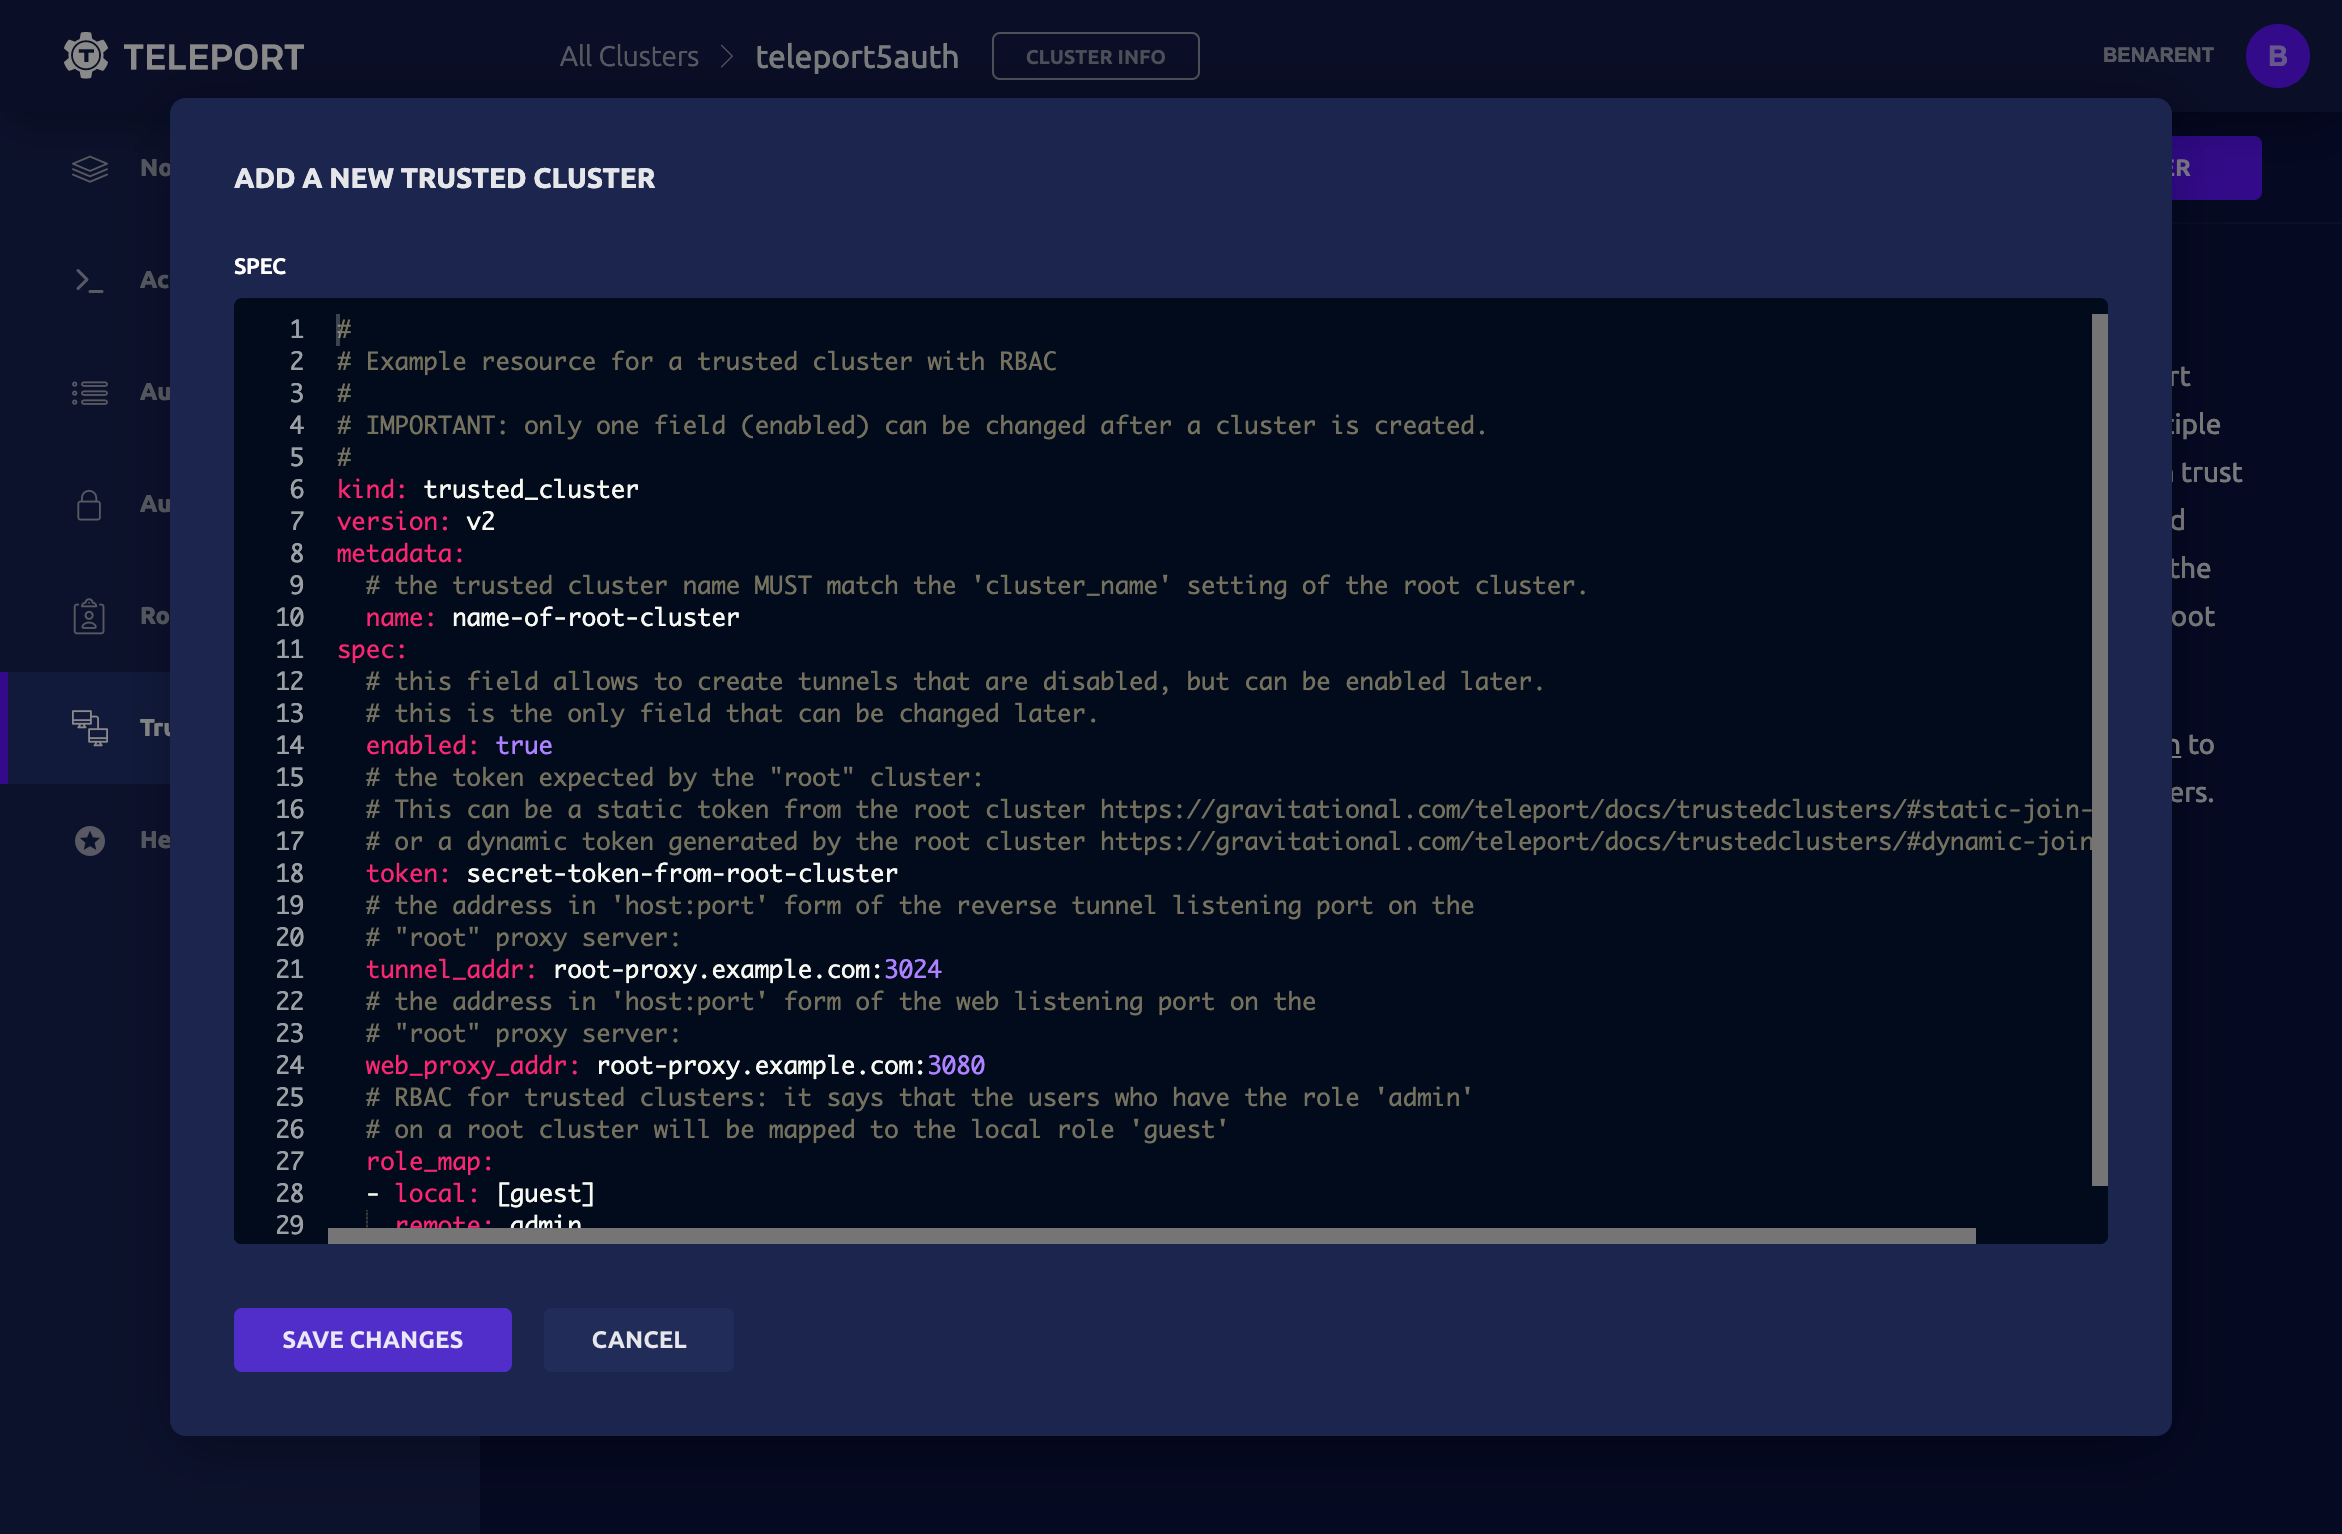 TELEPORT
All Clusters > teleport5auth
CLUSTER INFO
BENARENT
B
No
Ac
Au
Au
Ro
Tru
He
ER
rt
tiple
trust
d
the
oot
n to
ers.
ADD A NEW TRUSTED CLUSTER
SPEC
1 #
2 # Example resource for a trusted cluster with RBAC
3 #
4 # IMPORTANT: only one field (enabled) can be changed after a cluster is created.
5 #
6 kind: trusted_cluster
7 version: v2
8 metadata:
9   # the trusted cluster name MUST match the 'cluster_name' setting of the root cluster.
10   name: name-of-root-cluster
11 spec:
12   # this field allows to create tunnels that are disabled, but can be enabled later.
13   # this is the only field that can be changed later.
14   enabled: true
15   # the token expected by the "root" cluster:
16   # This can be a static token from the root cluster https://gravitational.com/teleport/docs/trustedclusters/#static-join-
17   # or a dynamic token generated by the root cluster https://gravitational.com/teleport/docs/trustedclusters/#dynamic-join
18   token: secret-token-from-root-cluster
19   # the address in 'host:port' form of the reverse tunnel listening port on the
20   # "root" proxy server:
21   tunnel_addr: root-proxy.example.com:3024
22   # the address in 'host:port' form of the web listening port on the
23   # "root" proxy server:
24   web_proxy_addr: root-proxy.example.com:3080
25   # RBAC for trusted clusters: it says that the users who have the role 'admin'
26   # on a root cluster will be mapped to the local role 'guest'
27   role_map:
28   - local: [guest]
29     remote: admin
SAVE CHANGES
CANCEL